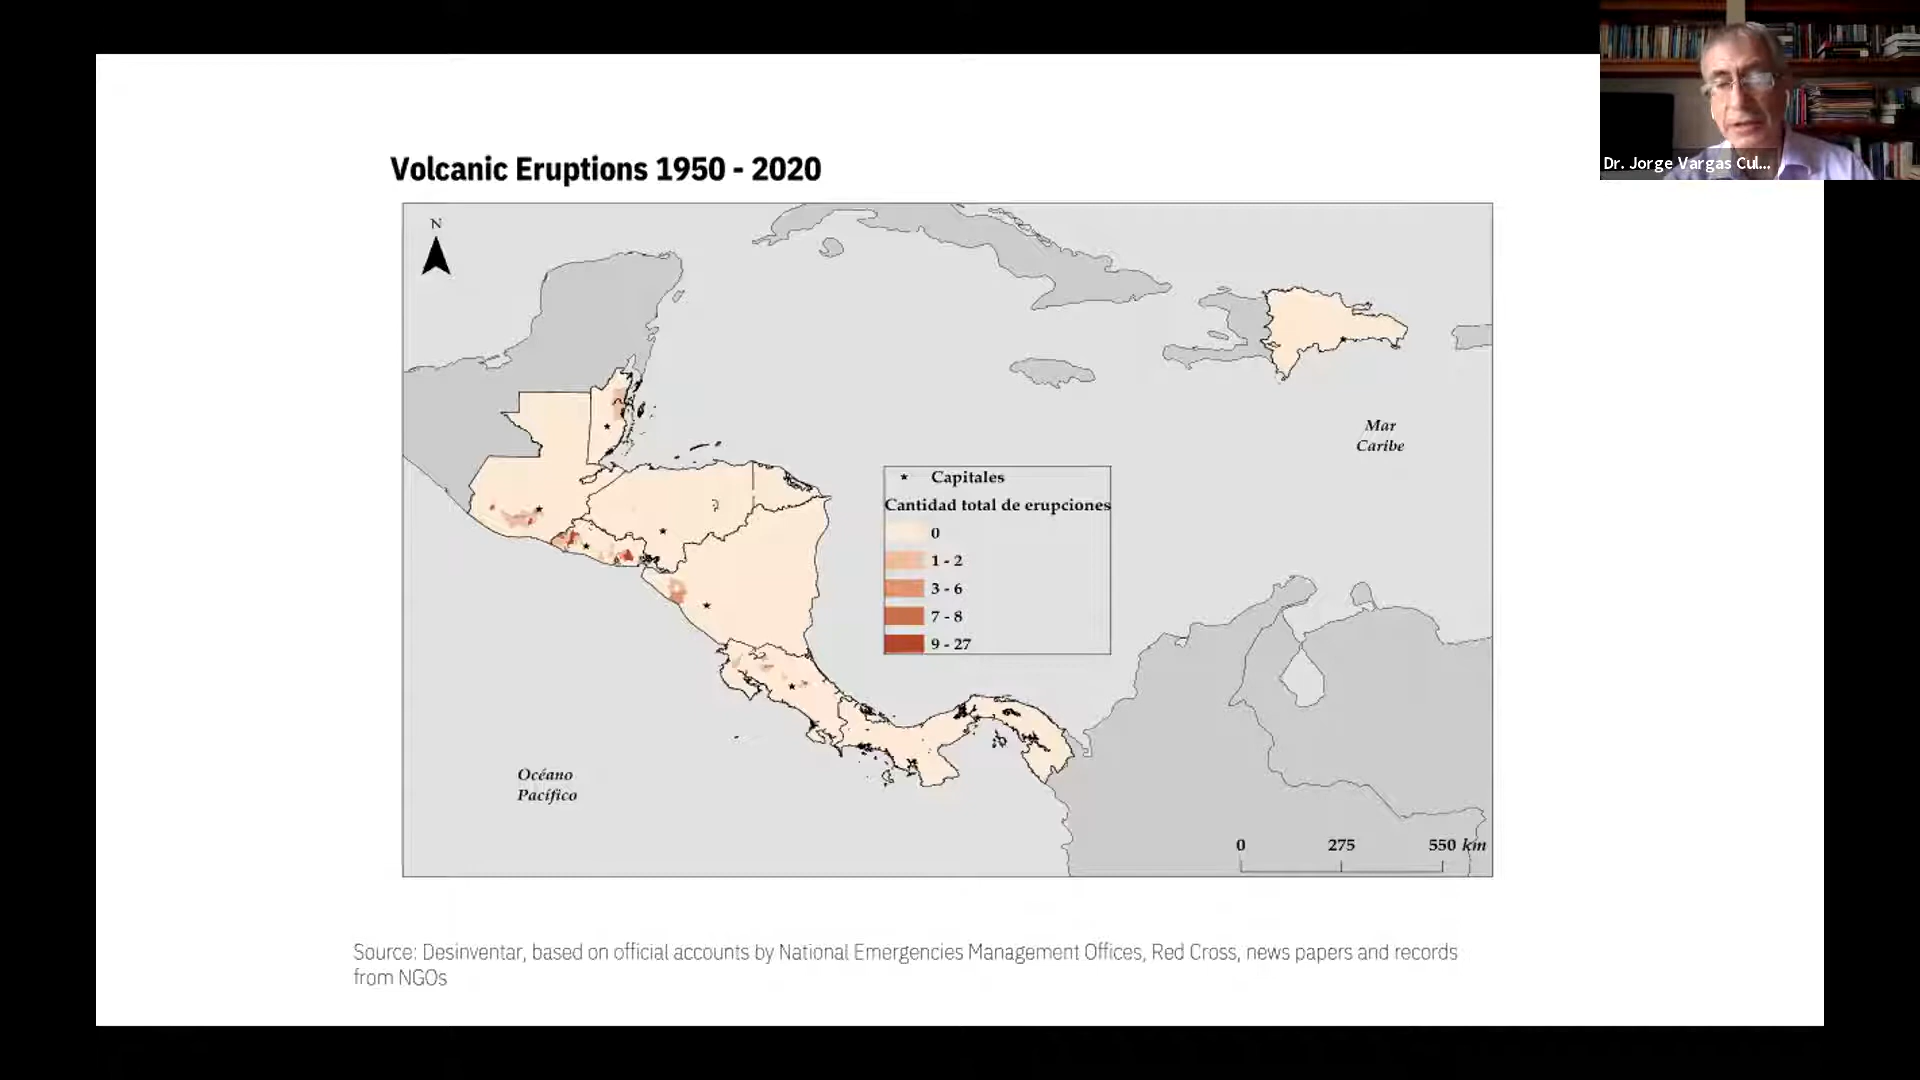 Dr. Jorge Vargas Cul...
Volcanic Eruptions 1950 - 2020
N
Mar
Caribe
Capitales
Cantidad total de erupciones
0
1 - 2
3 - 6
7 - 8
9 - 27
Océano
Pacífico
0 275 550 km
Source: Desinventar, based on official accounts by National Emergencies Management Offices, Red Cross, news papers and records
from NGOs